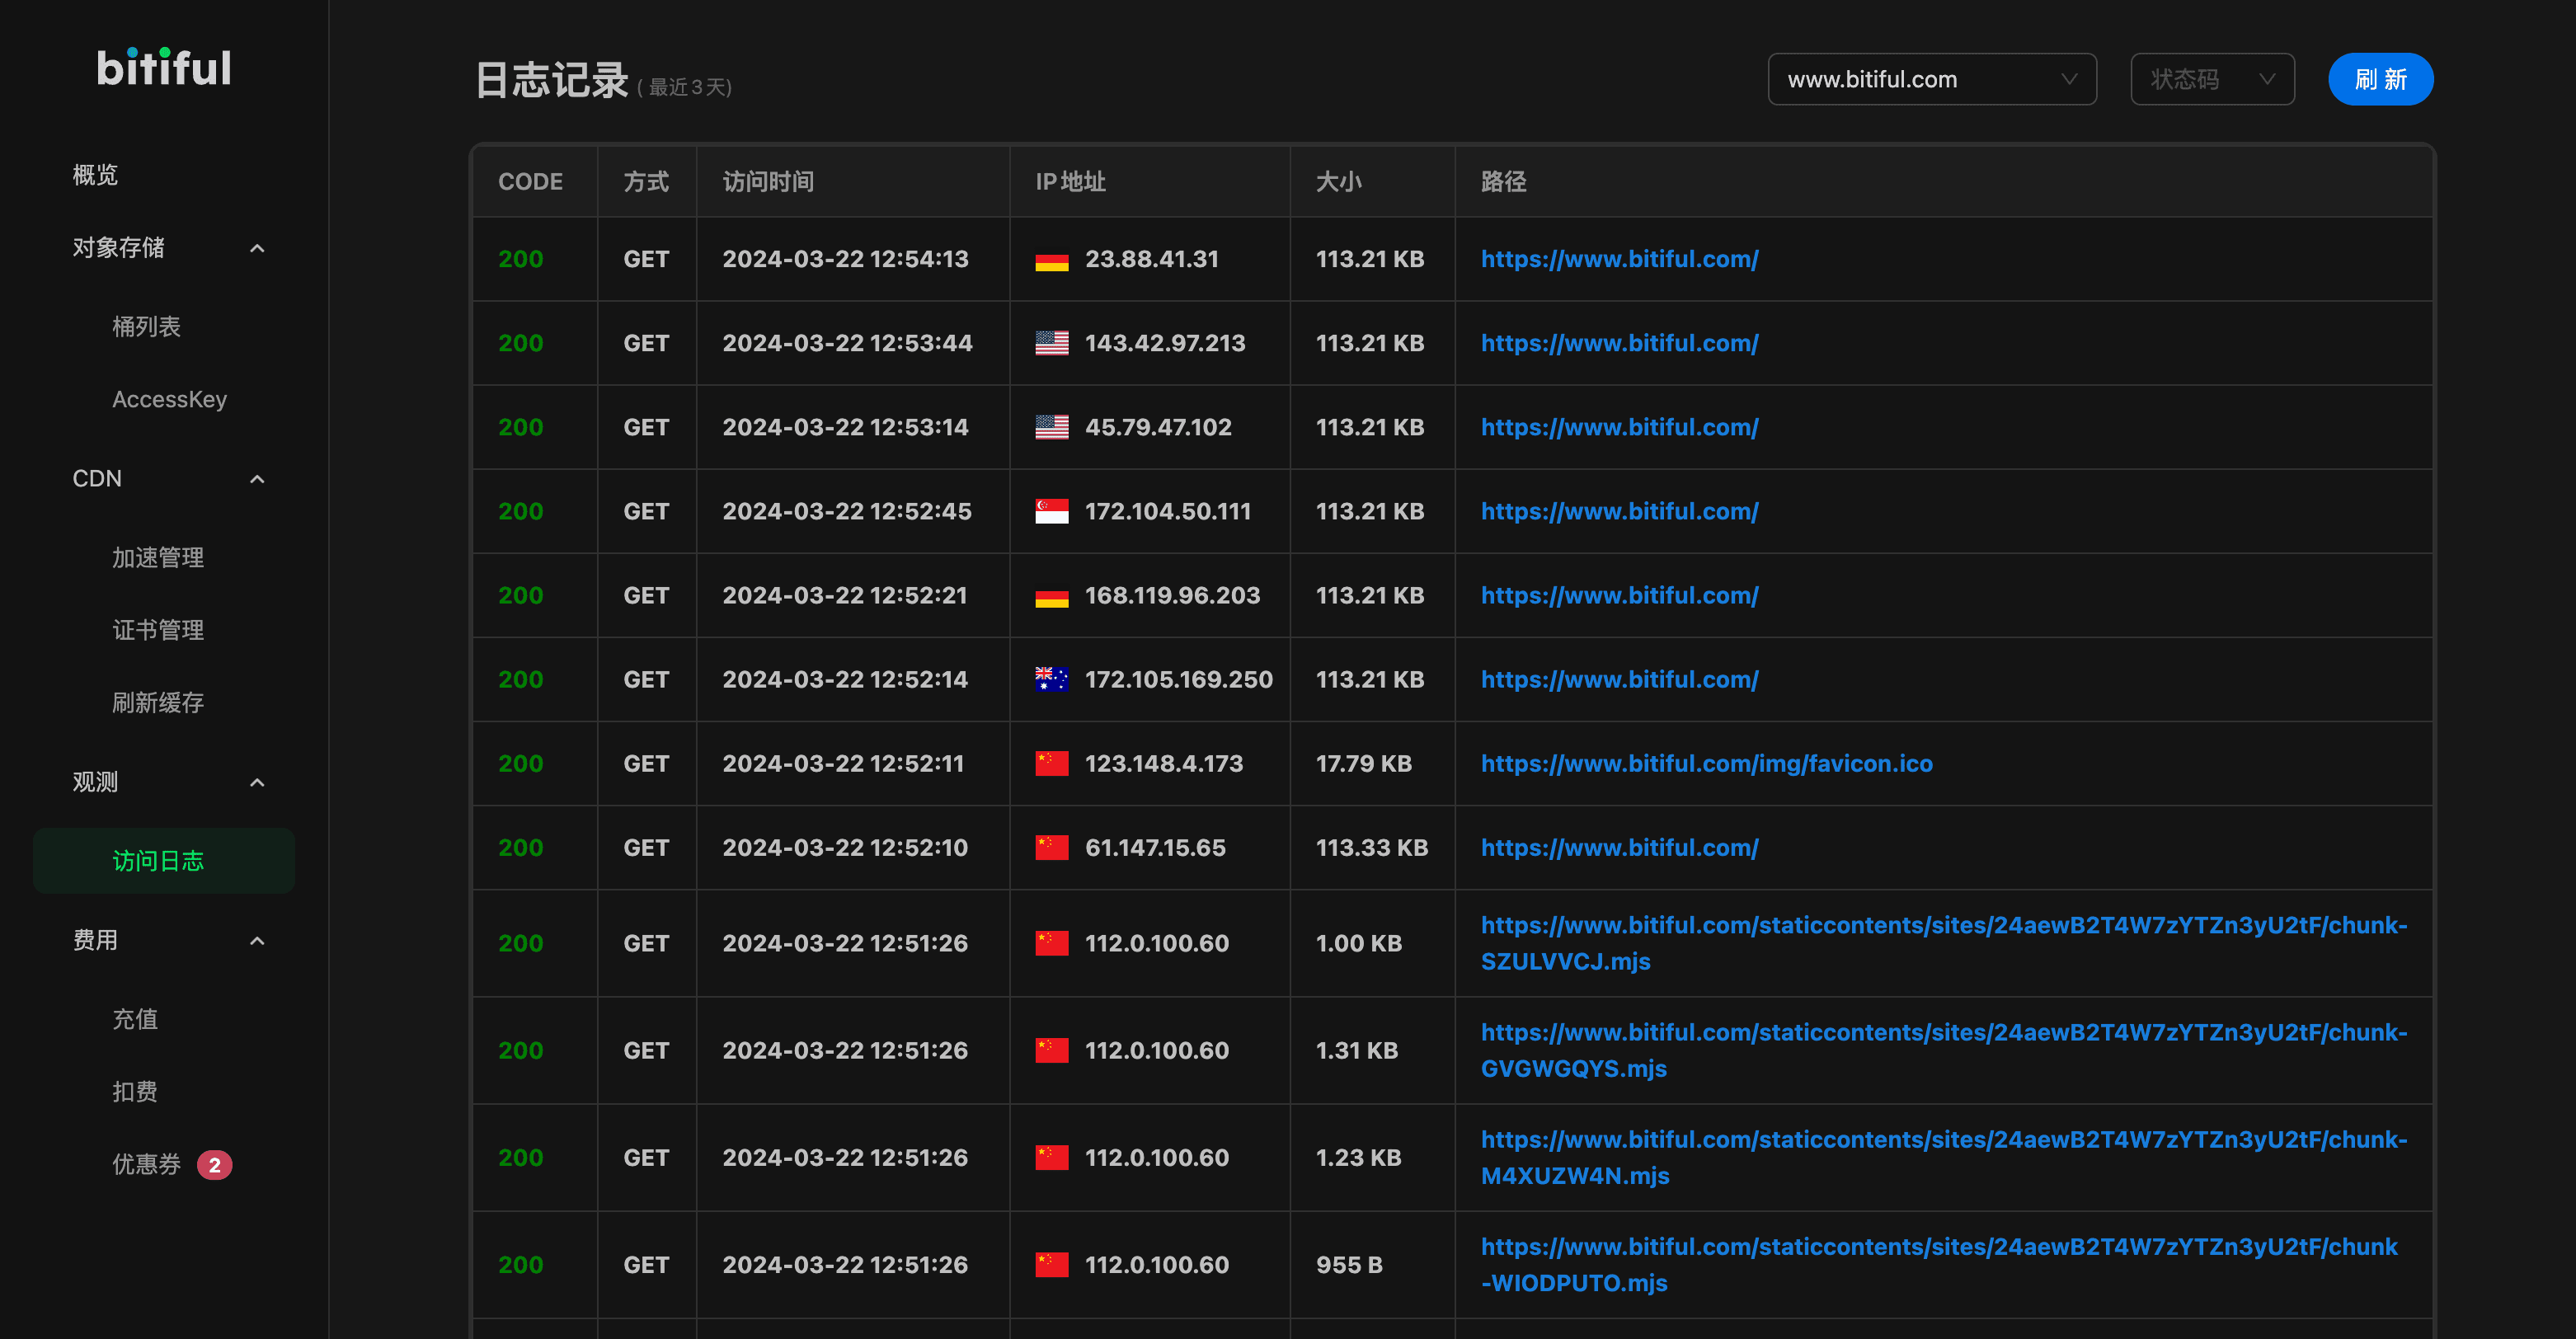 bitiful
概览
对象存储
桶列表
AccessKey
CDN
加速管理
证书管理
刷新缓存
观测
访问日志
费用
充值
扣费
优惠券 2
日志记录 ( 最近 3 天)
www.bitiful.com 状态码 刷 新
CODE 方式 访问时间 IP 地址 大小 路径
200 GET 2024-03-22 12:54:13 23.88.41.31 113.21 KB https://www.bitiful.com/
200 GET 2024-03-22 12:53:44 143.42.97.213 113.21 KB https://www.bitiful.com/
200 GET 2024-03-22 12:53:14 45.79.47.102 113.21 KB https://www.bitiful.com/
200 GET 2024-03-22 12:52:45 172.104.50.111 113.21 KB https://www.bitiful.com/
200 GET 2024-03-22 12:52:21 168.119.96.203 113.21 KB https://www.bitiful.com/
200 GET 2024-03-22 12:52:14 172.105.169.250 113.21 KB https://www.bitiful.com/
200 GET 2024-03-22 12:52:11 123.148.4.173 17.79 KB https://www.bitiful.com/img/favicon.ico
200 GET 2024-03-22 12:52:10 61.147.15.65 113.33 KB https://www.bitiful.com/
200 GET 2024-03-22 12:51:26 112.0.100.60 1.00 KB https://www.bitiful.com/staticcontents/sites/24aewB2T4W7zYTZn3yU2tF/chunk-
SZULVVCJ.mjs
200 GET 2024-03-22 12:51:26 112.0.100.60 1.31 KB https://www.bitiful.com/staticcontents/sites/24aewB2T4W7zYTZn3yU2tF/chunk-
GVGWGQYS.mjs
200 GET 2024-03-22 12:51:26 112.0.100.60 1.23 KB https://www.bitiful.com/staticcontents/sites/24aewB2T4W7zYTZn3yU2tF/chunk-
M4XUZW4N.mjs
200 GET 2024-03-22 12:51:26 112.0.100.60 955 B https://www.bitiful.com/staticcontents/sites/24aewB2T4W7zYTZn3yU2tF/chunk
-WIODPUTO.mjs